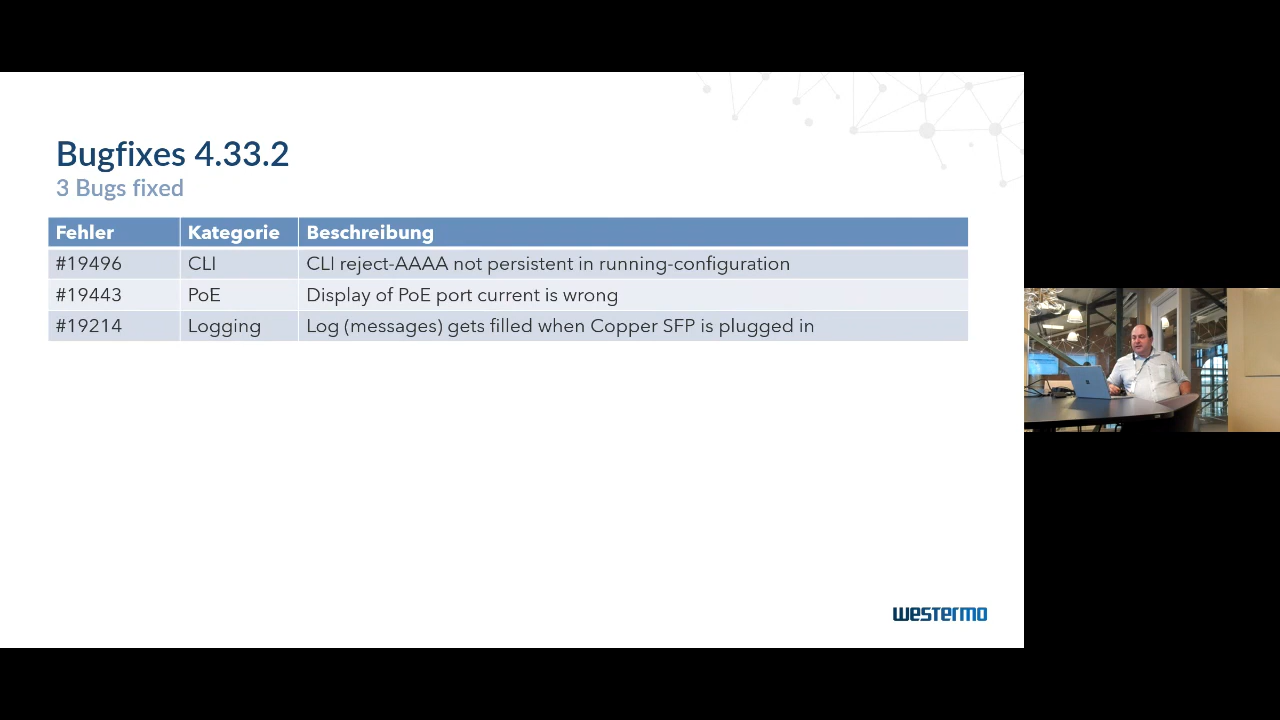 Bugfixes 4.33.2
3 Bugs fixed
Fehler Kategorie Beschreibung
#19496 CLI CLI reject-AAAA not persistent in running-configuration
#19443 PoE Display of PoE port current is wrong
#19214 Logging Log (messages) gets filled when Copper SFP is plugged in
westermo